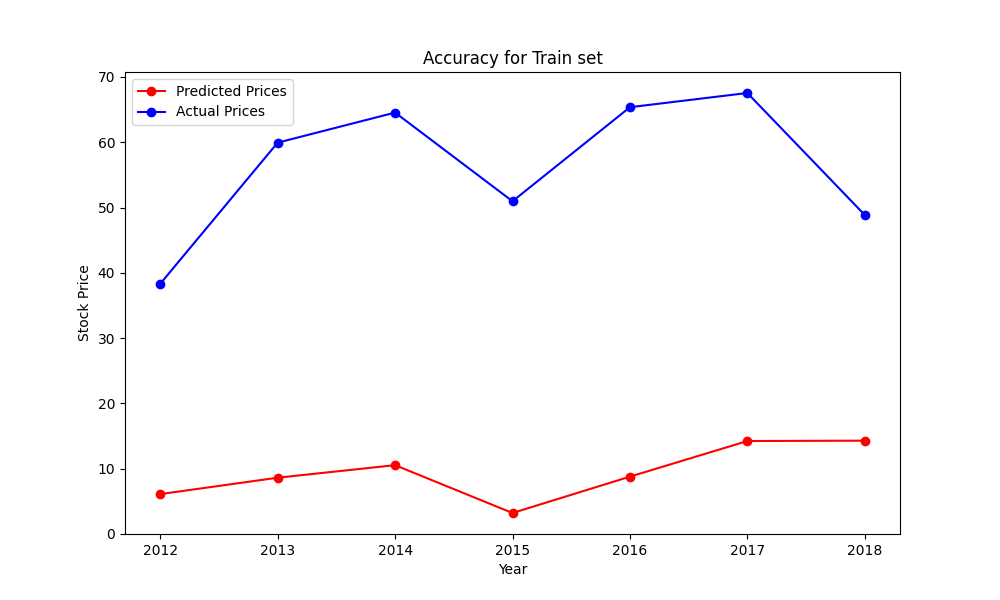 Accuracy for Train set
Predicted Prices
Actual Prices
70
60
50
40
30
20
10
0
Stock Price
2012 2013 2014 2015 2016 2017 2018
Year